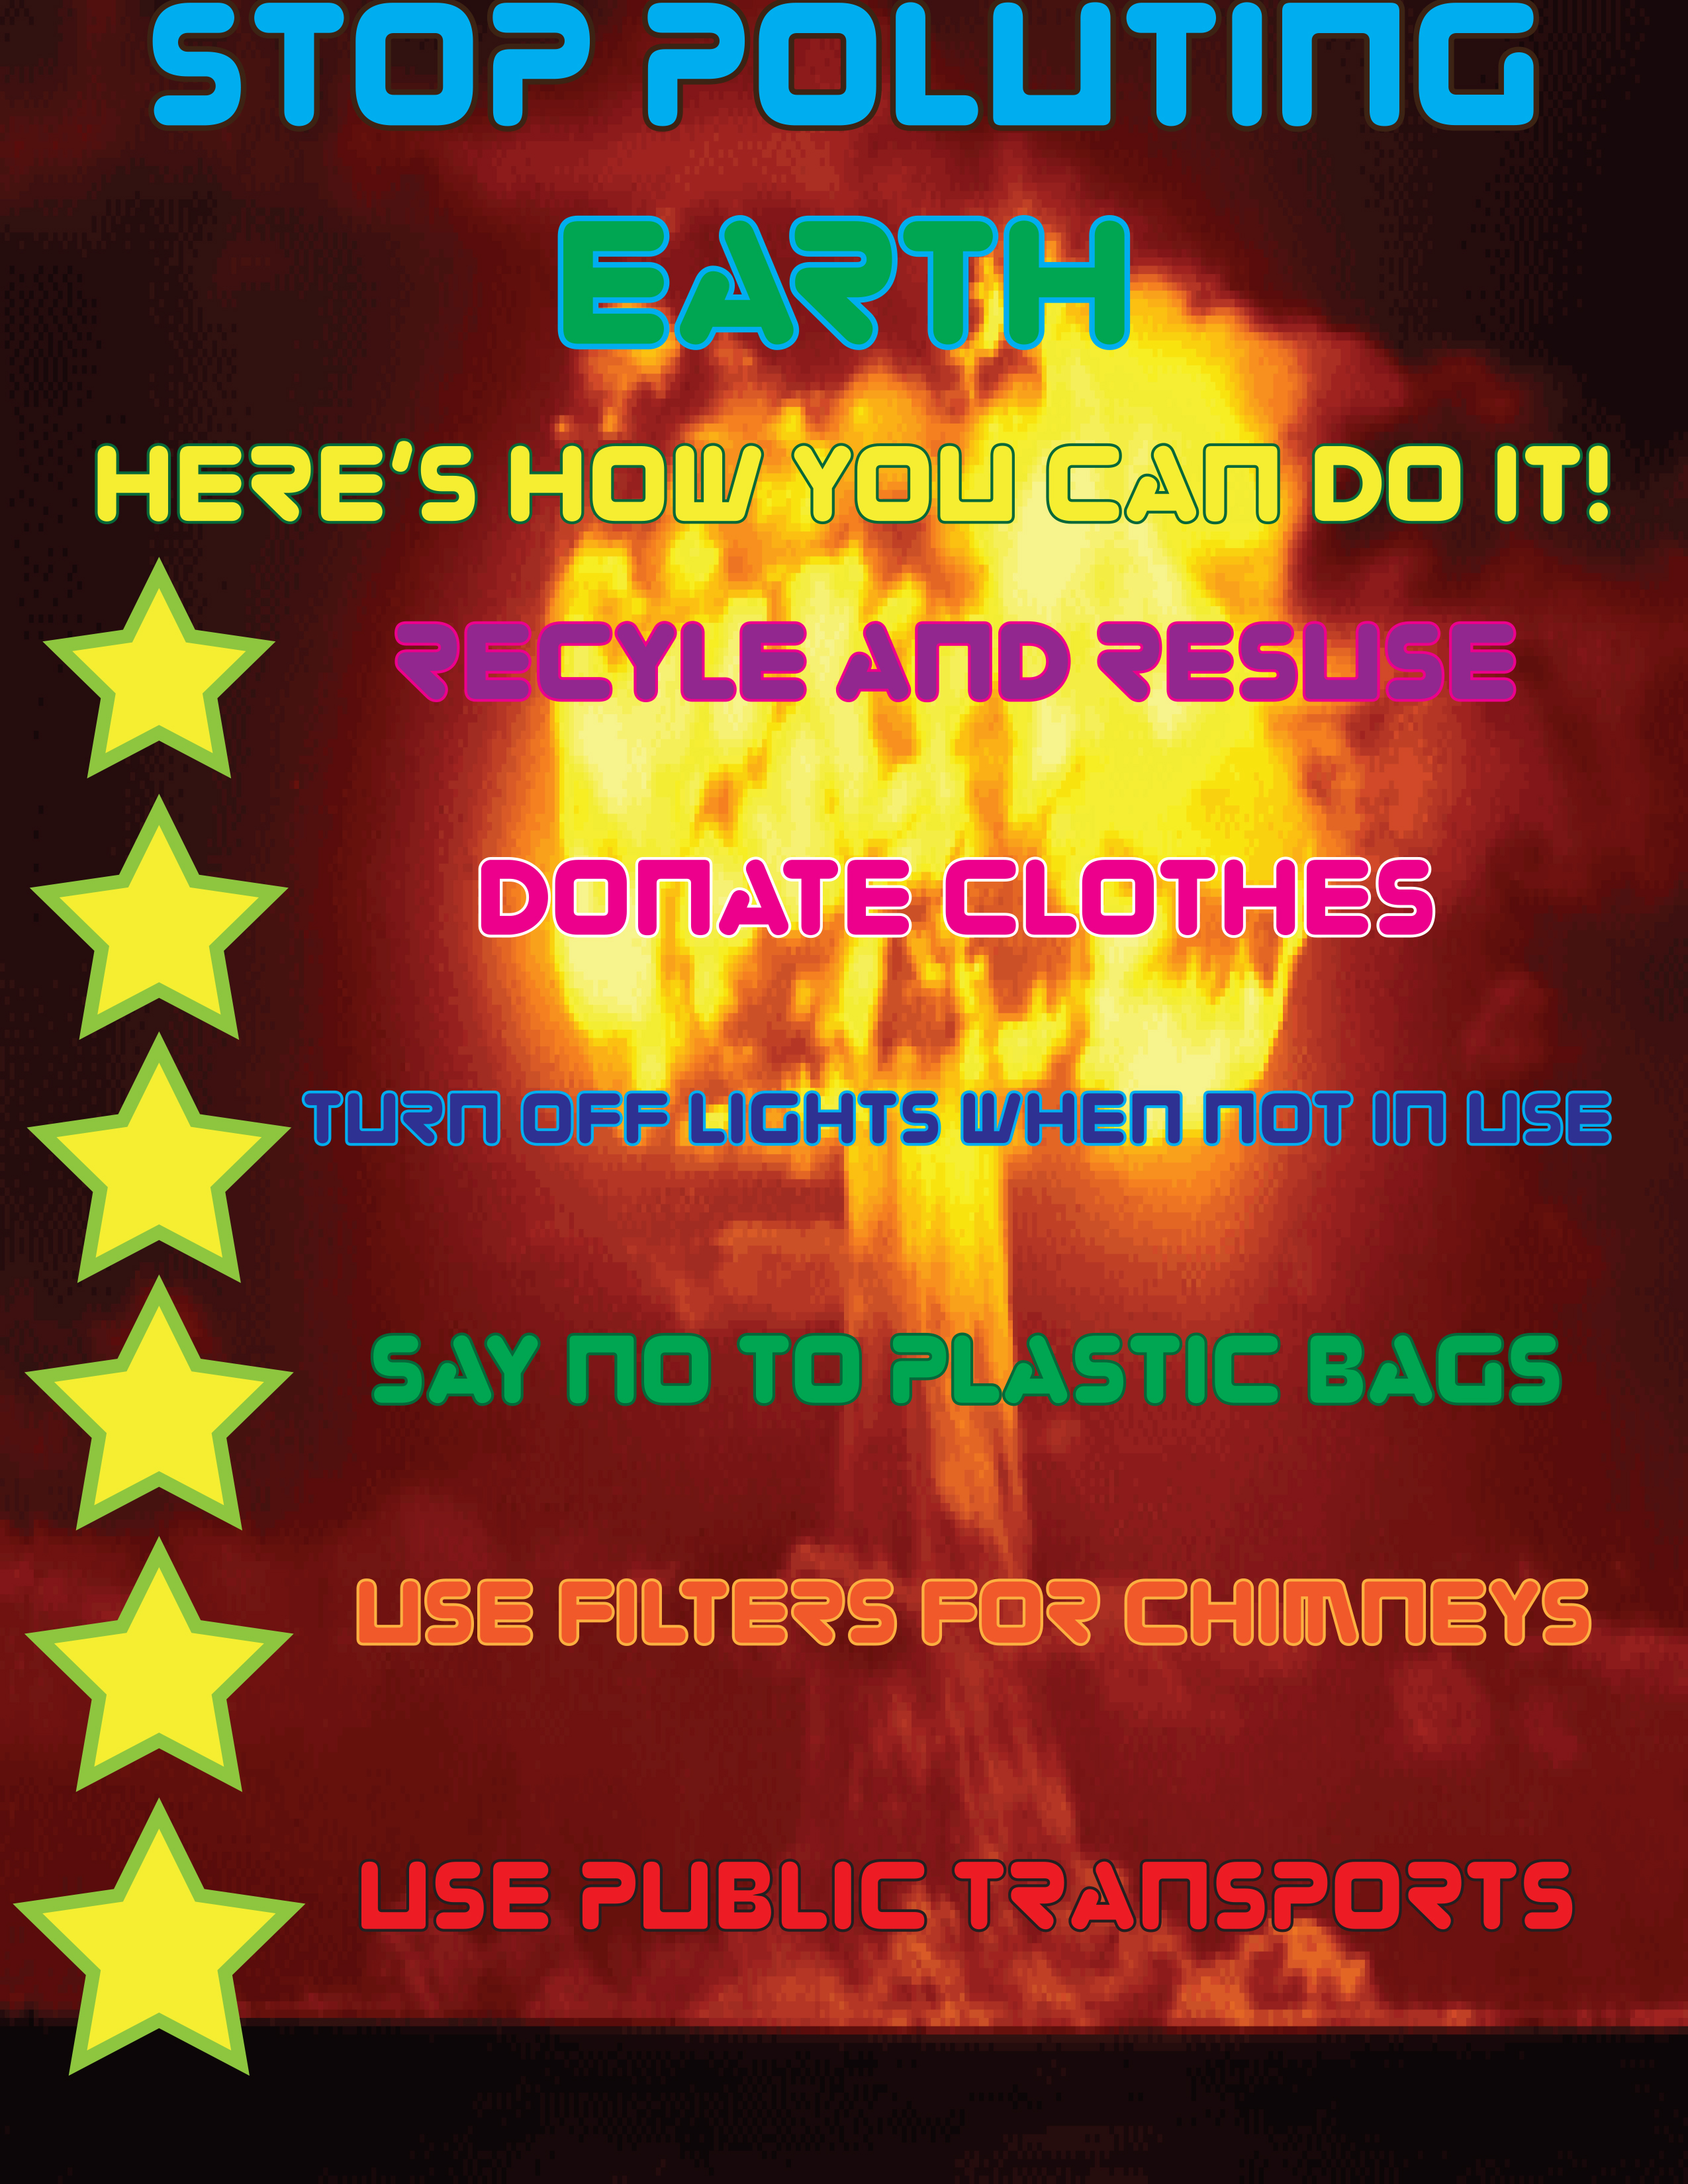 STOP POLUTING
EARTH
HERE'S HOW YOU CAN DO IT!
RECYLE AND RESUSE
DONATE CLOTHES
TURN OFF LIGHTS WHEN NOT IN USE
SAY NO TO PLASTIC BAGS
USE FILTERS FOR CHIMNEYS
USE PUBLIC TRANSPORTS